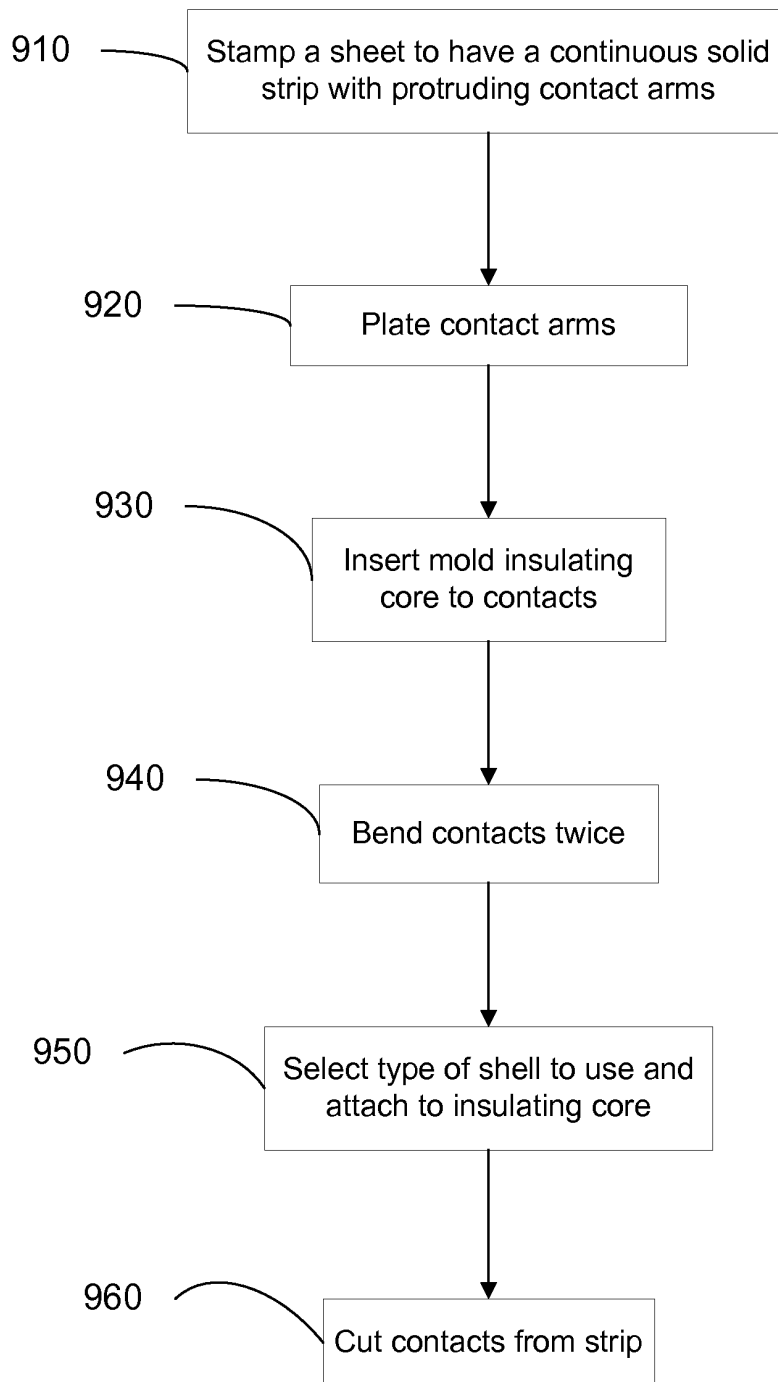 910
Stamp a sheet to have a continuous solid
strip with protruding contact arms
920
Plate contact arms
930
Insert mold insulating
core to contacts
940
Bend contacts twice
950
Select type of shell to use and
attach to insulating core
960
Cut contacts from strip